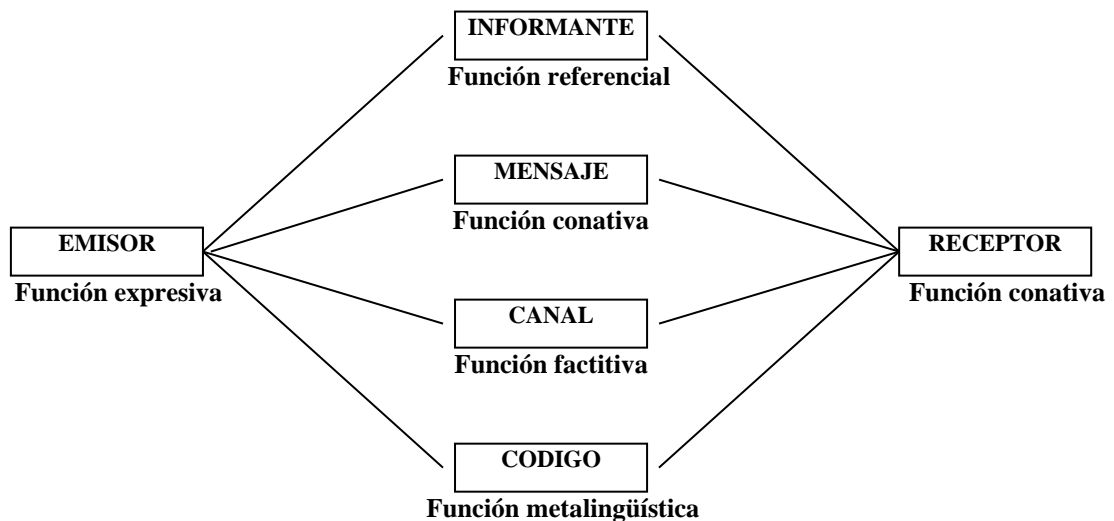 INFORMANTE
Función referencial
MENSAJE
Función conativa
EMISOR
Función expresiva
RECEPTOR
Función conativa
CANAL
Función factitiva
CODIGO
Función metalingüística